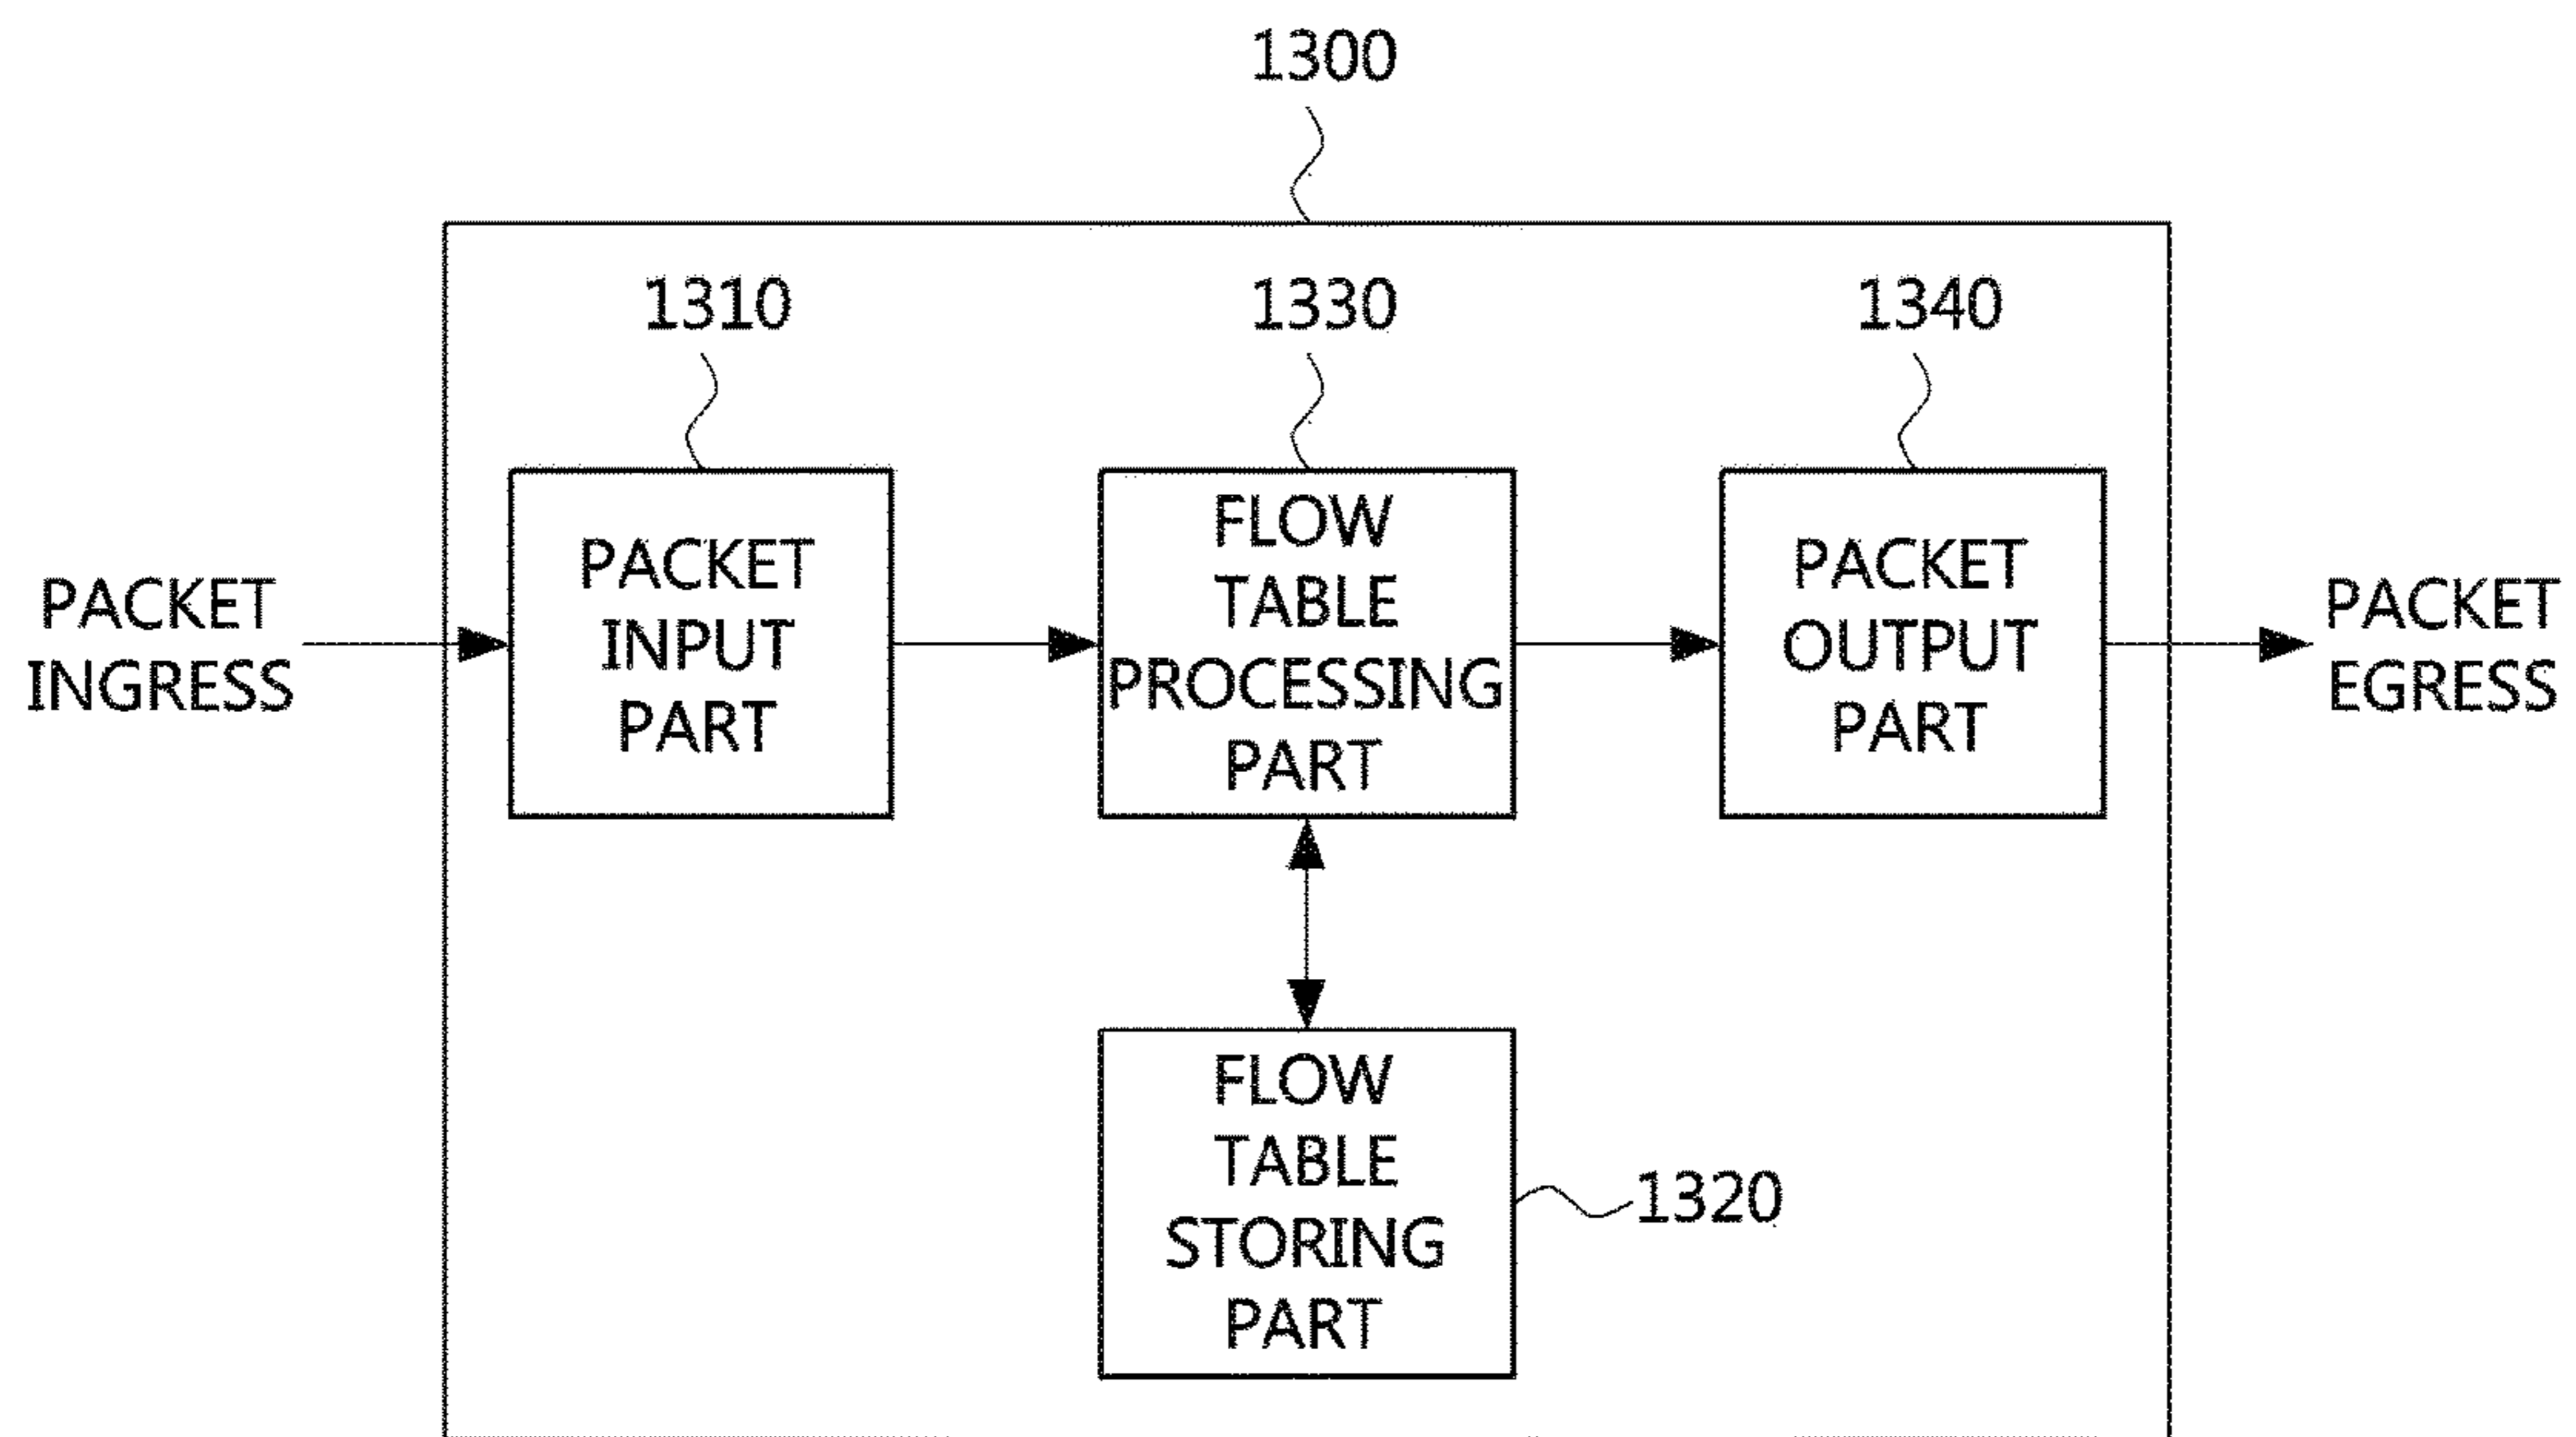 1300
1310
1330
1340
PACKET
INGRESS
PACKET
INPUT
PART
FLOW
TABLE
PROCESSING
PART
PACKET
OUTPUT
PART
PACKET
EGRESS
FLOW
TABLE
STORING
PART
1320